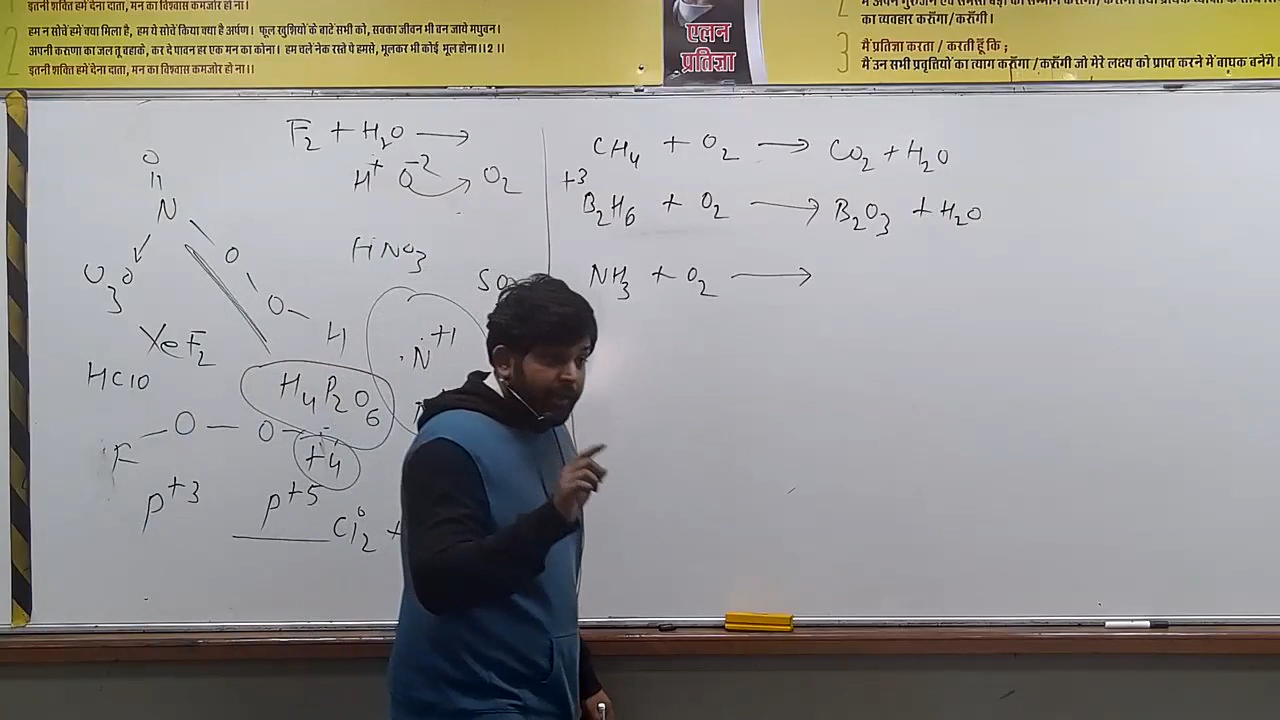 इतनी शक्ति हमें देना दाता, मन का विश्वास कमजोर हो ना।
2
हम न सोचें हमें क्या मिला है, हम ये सोचें किया क्या है अर्पण। फूल खुशियों के बाटें सभी को, सबका जीवन भी बन जाये मधुबन।
अपनी करुणा का जल तू बहाके, कर दे पावन हर एक मन का कोना। हम चलें नेक रस्ते पे हमसे, भूलकर भी कोई भूल होना।।2।।
इतनी शक्ति हमें देना दाता, मन का विश्वास कमजोर हो ना।।
एलन
प्रतिज्ञा
2
का व्यवहार करूँगा / करूँगी।
3
मैं प्रतिज्ञा करता / करती हूँ कि ;
मैं उन सभी प्रवृत्तियों का त्याग करूँगा / करूँगी जो मेरे लक्ष्य को प्राप्त करने में बाधक बनेंगे।
F₂ + H₂O ⟶
H⁺ O⁻² O₂
O
N
O
O
O
H
HNO₃
XeF₂
HClO
H₄P₂O₆
N⁺¹
F — O — O —
+4
P⁺³
P⁺⁵
Cl₂⁰ +
CH₄ + O₂ ⟶ CO₂ + H₂O
+3
B₂H₆ + O₂ ⟶ B₂O₃ + H₂O
NH₃ + O₂ ⟶